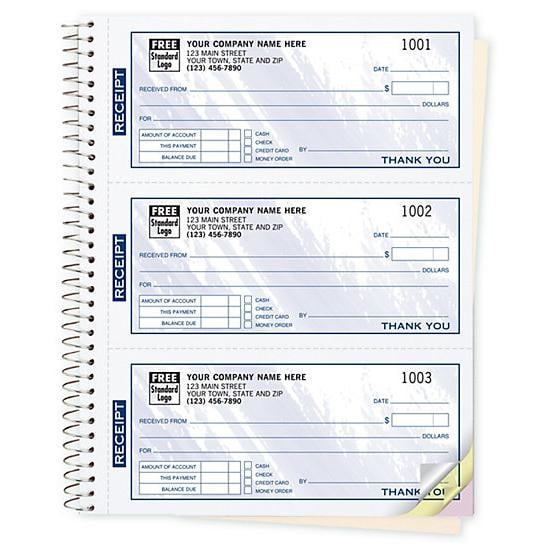 RECEIPT
FREE Standard Logo
YOUR COMPANY NAME HERE
123 MAIN STREET
YOUR TOWN, STATE AND ZIP
(123) 456-7890
1001
DATE
RECEIVED FROM $
DOLLARS
FOR
AMOUNT OF ACCOUNT
THIS PAYMENT
BALANCE DUE
CASH
CHECK
CREDIT CARD
MONEY ORDER
BY
THANK YOU
RECEIPT
FREE Standard Logo
YOUR COMPANY NAME HERE
123 MAIN STREET
YOUR TOWN, STATE AND ZIP
(123) 456-7890
1002
DATE
RECEIVED FROM $
DOLLARS
FOR
AMOUNT OF ACCOUNT
THIS PAYMENT
BALANCE DUE
CASH
CHECK
CREDIT CARD
MONEY ORDER
BY
THANK YOU
RECEIPT
FREE Standard Logo
YOUR COMPANY NAME HERE
123 MAIN STREET
YOUR TOWN, STATE AND ZIP
(123) 456-7890
1003
DATE
RECEIVED FROM $
DOLLARS
FOR
AMOUNT OF ACCOUNT
THIS PAYMENT
BALANCE DUE
CASH
CHECK
CREDIT CARD
MONEY ORDER
BY
THANK YOU